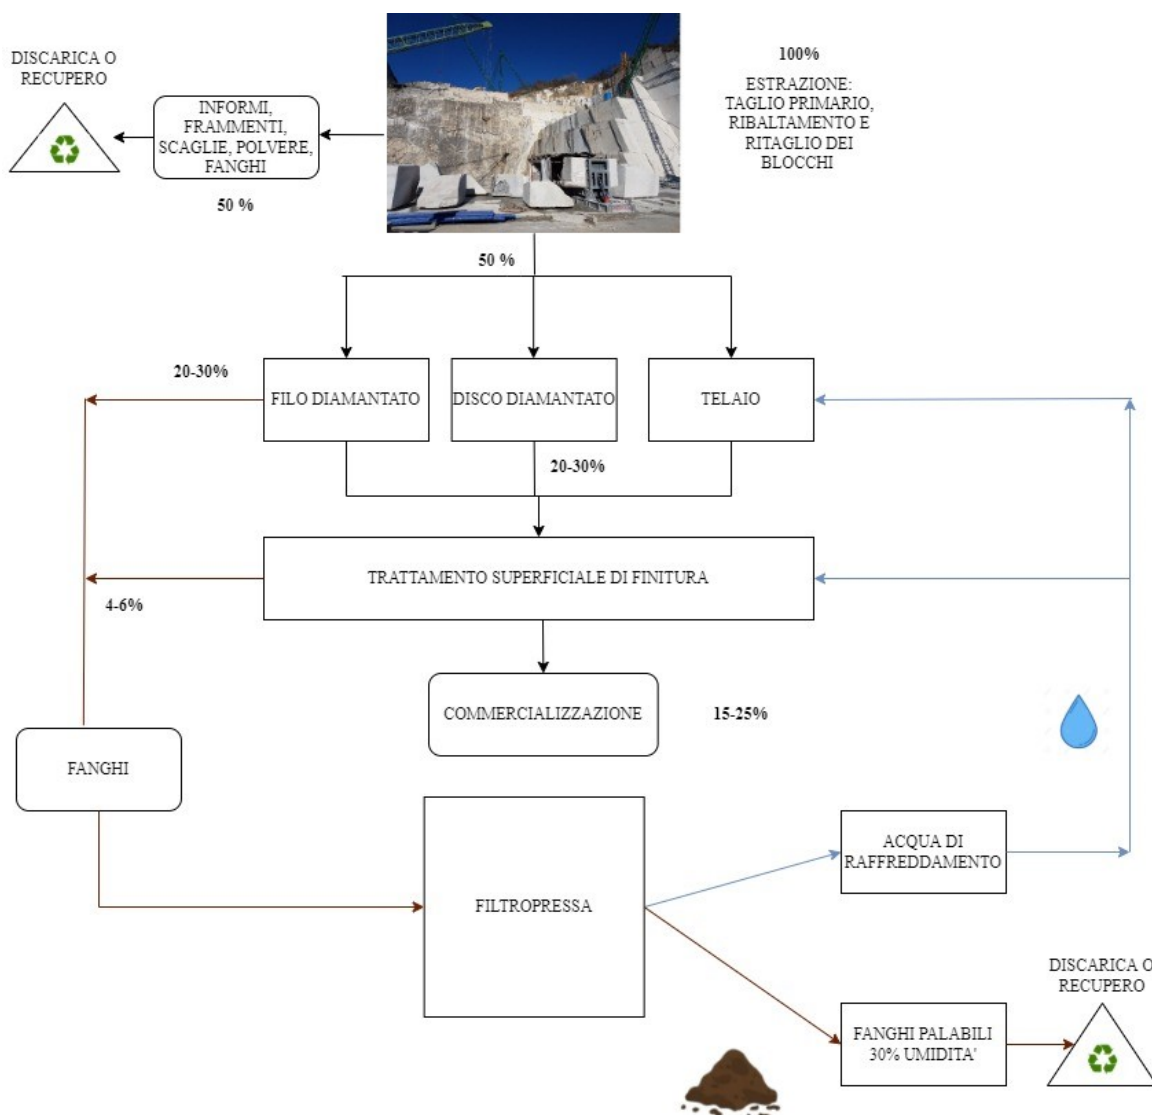 DISCARICA O
RECUPERO
INFORMI,
FRAMMENTI,
SCAGLIE, POLVERE,
FANGHI
50 %
100%
ESTRAZIONE:
TAGLIO PRIMARIO,
RIBALTAMENTO E
RITAGLIO DEI
BLOCCHI
50 %
20-30%
FILO DIAMANTATO
DISCO DIAMANTATO
TELAIO
20-30%
TRATTAMENTO SUPERFICIALE DI FINITURA
4-6%
COMMERCIALIZZAZIONE
15-25%
FANGHI
FILTROPRESSA
ACQUA DI
RAFFREDDAMENTO
DISCARICA O
RECUPERO
FANGHI PALABILI
30% UMIDITA'